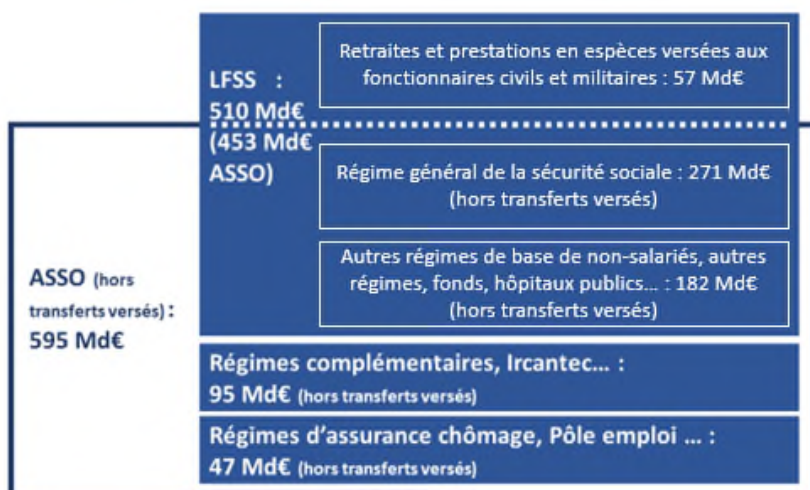 LFSS :
510 Md€
(453 Md€
ASSO)
Retraites et prestations en espèces versées aux
fonctionnaires civils et militaires : 57 Md€
Régime général de la sécurité sociale : 271 Md€
(hors transferts versés)
Autres régimes de base de non-salariés, autres
régimes, fonds, hôpitaux publics... : 182 Md€
(hors transferts versés)
ASSO (hors
transferts versés) :
595 Md€
Régimes complémentaires, Ircantec... :
95 Md€ (hors transferts versés)
Régimes d'assurance chômage, Pôle emploi ... :
47 Md€ (hors transferts versés)